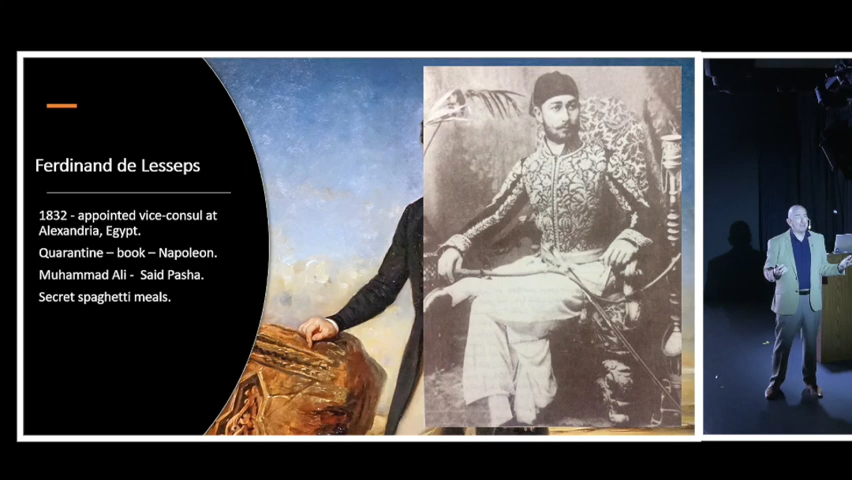 Ferdinand de Lesseps
1832 - appointed vice-consul at
Alexandria, Egypt.
Quarantine – book – Napoleon.
Muhammad Ali -  Said Pasha.
Secret spaghetti meals.